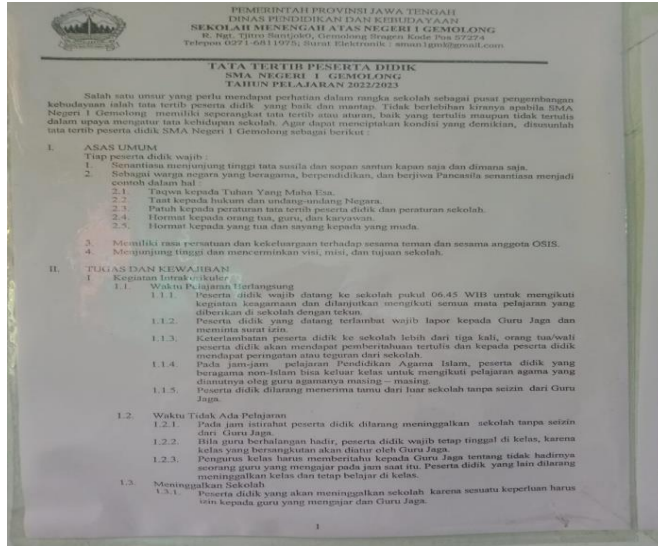 PEMERINTAH PROVINSI JAWA TENGAH
DINAS PENDIDIKAN DAN KEBUDAYAAN
SEKOLAH MENENGAH ATAS NEGERI 1 GEMOLONG
Jl. Ngt. Tjitro Santjoko, Gemolong Sragen Kode Pos 57274
Telepon 0271-6811975; Surat Elektronik : sman1gml@gmail.com
TATA TERTIB PESERTA DIDIK
SMA NEGERI 1 GEMOLONG
TAHUN PELAJARAN 2022/2023
Salah satu unsur yang perlu mendapat perhatian dalam rangka sekolah sebagai pusat pengembangan
kebudayaan ialah tata tertib peserta didik yang baik dan mantap. Tidak berlebihan kiranya apabila SMA
Negeri 1 Gemolong memiliki seperangkat tata tertib atau aturan, baik yang tertulis maupun tidak tertulis
dalam upaya mengatur tata kehidupan sekolah. Agar dapat menciptakan kondisi yang demikian, disusunlah
tata tertib peserta didik SMA Negeri 1 Gemolong sebagai berikut :
I. ASAS UMUM
Tiap peserta didik wajib :
1. Senantiasa menjunjung tinggi tata susila dan sopan santun kapan saja dan dimana saja.
2. Sebagai warga negara yang beragama, berpendidikan, dan berjiwa Pancasila senantiasa menjadi
contoh dalam hal :
2.1. Taqwa kepada Tuhan Yang Maha Esa.
2.2. Taat kepada hukum dan undang-undang Negara.
2.3. Patuh kepada peraturan tata tertib peserta didik dan peraturan sekolah.
2.4. Hormat kepada orang tua, guru, dan karyawan.
2.5. Hormat kepada yang tua dan sayang kepada yang muda.
3. Memiliki rasa persatuan dan kekeluargaan terhadap sesama teman dan sesama anggota OSIS.
4. Menjunjung tinggi dan mencerminkan visi, misi, dan tujuan sekolah.
II. TUGAS DAN KEWAJIBAN
1 Kegiatan Intrakurikuler
1.1. Waktu Pelajaran Berlangsung
1.1.1. Peserta didik wajib datang ke sekolah pukul 06.45 WIB untuk mengikuti
kegiatan keagamaan dan dilanjutkan mengikuti semua mata pelajaran yang
diberikan di sekolah dengan tekun.
1.1.2. Peserta didik yang datang terlambat wajib lapor kepada Guru Jaga dan
meminta surat izin.
1.1.3. Keterlambatan peserta didik ke sekolah lebih dari tiga kali, orang tua/wali
peserta didik akan mendapat pemberitahuan tertulis dan kepada peserta didik
mendapat peringatan atau teguran dari sekolah.
1.1.4. Pada jam-jam pelajaran Pendidikan Agama Islam, peserta didik yang
beragama non-Islam bisa keluar kelas untuk mengikuti pelajaran agama yang
dianutnya oleg guru agamanya masing – masing.
1.1.5. Peserta didik dilarang menerima tamu dari luar sekolah tanpa seizin dari Guru
Jaga.
1.2. Waktu Tidak Ada Pelajaran
1.2.1. Pada jam istirahat peserta didik dilarang meninggalkan sekolah tanpa seizin
dari Guru Jaga.
1.2.2. Bila guru berhalangan hadir, peserta didik wajib tetap tinggal di kelas, karena
kelas yang bersangkutan akan diatur oleh Guru Jaga.
1.2.3. Pengurus kelas harus memberitahu kepada Guru Jaga tentang tidak hadirnya
seorang guru yang mengajar pada jam saat itu. Peserta didik yang lain dilarang
meninggalkan kelas dan tetap belajar di kelas.
1.3. Meninggalkan Sekolah
1.3.1. Peserta didik yang akan meninggalkan sekolah karena sesuatu keperluan harus
izin kepada guru yang mengajar dan Guru Jaga.
1